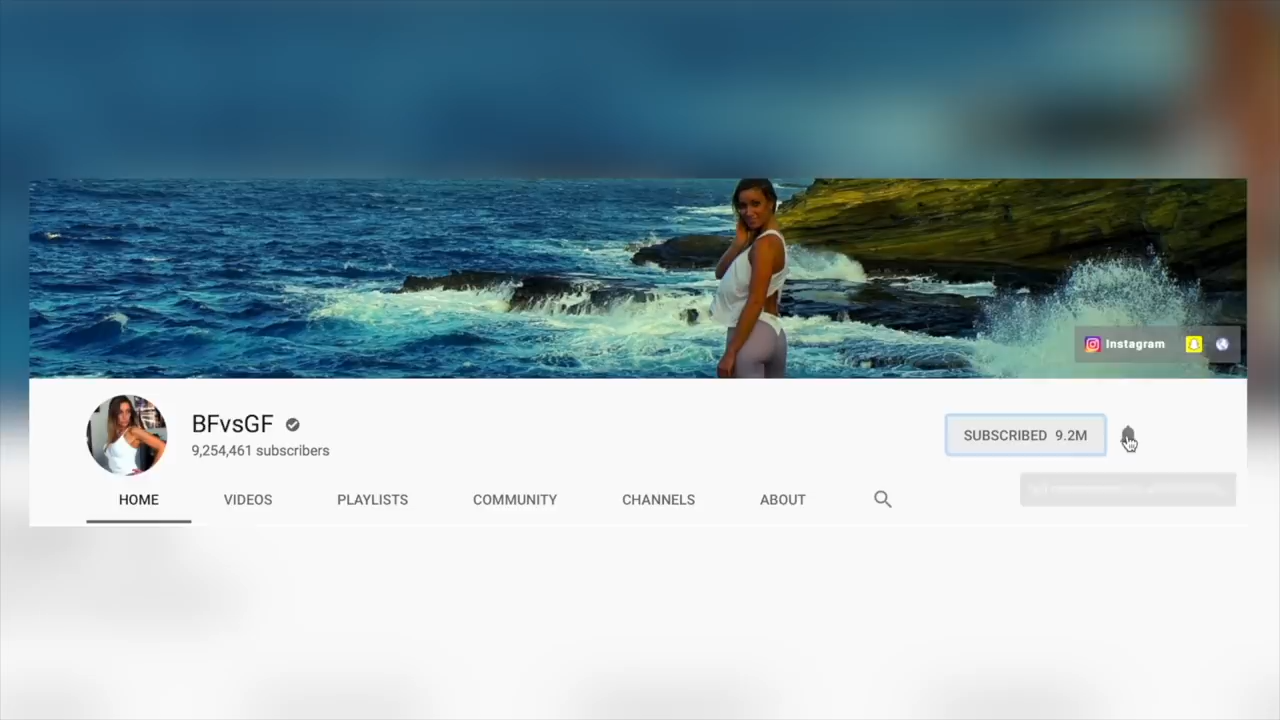 Instagram
BFvsGF
9,254,461 subscribers
SUBSCRIBED 9.2M
HOME VIDEOS PLAYLISTS COMMUNITY CHANNELS ABOUT